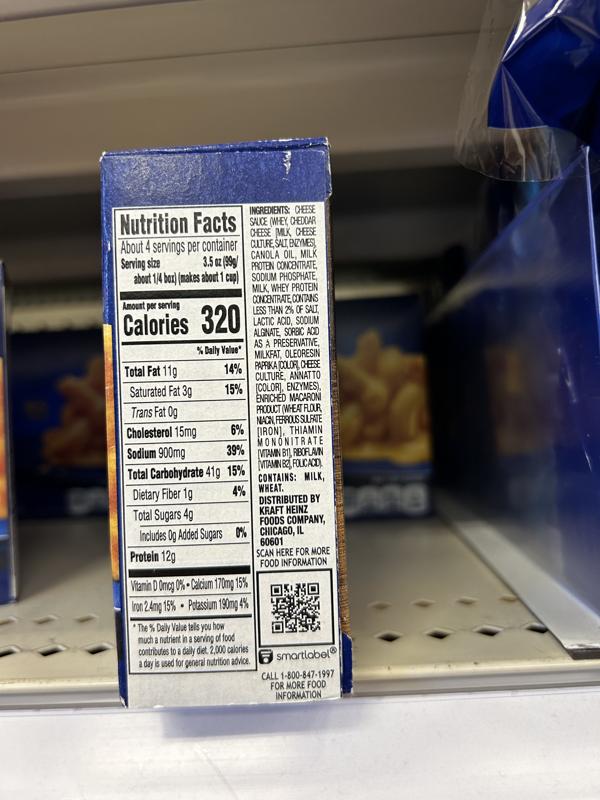 Nutrition Facts
About 4 servings per container
Serving size 3.5 oz (99g/
about 1/4 box) (makes about 1 cup)
Amount per serving
Calories 320
% Daily Value*
Total Fat 11g 14%
Saturated Fat 3g 15%
Trans Fat 0g
Cholesterol 15mg 6%
Sodium 900mg 39%
Total Carbohydrate 41g 15%
Dietary Fiber 1g 4%
Total Sugars 4g
Includes 0g Added Sugars 0%
Protein 12g
Vitamin D 0mcg 0% • Calcium 170mg 15%
Iron 2.4mg 15% • Potassium 190mg 4%
* The % Daily Value tells you how
much a nutrient in a serving of food
contributes to a daily diet. 2,000 calories
a day is used for general nutrition advice.
INGREDIENTS: CHEESE
SAUCE (WHEY, CHEDDAR
CHEESE [MILK, CHEESE
CULTURE, SALT, ENZYMES],
CANOLA OIL, MILK
PROTEIN CONCENTRATE,
SODIUM PHOSPHATE,
MILK, WHEY PROTEIN
CONCENTRATE, CONTAINS
LESS THAN 2% OF SALT,
LACTIC ACID, SODIUM
ALGINATE, SORBIC ACID
AS A PRESERVATIVE,
MILKFAT, OLEORESIN
PAPRIKA [COLOR], CHEESE
CULTURE, ANNATTO
[COLOR], ENZYMES),
ENRICHED MACARONI
PRODUCT (WHEAT FLOUR,
NIACIN, FERROUS SULFATE
[IRON], THIAMIN
MONONITRATE
[VITAMIN B1], RIBOFLAVIN
[VITAMIN B2], FOLIC ACID).
CONTAINS: MILK,
WHEAT.
DISTRIBUTED BY
KRAFT HEINZ
FOODS COMPANY,
CHICAGO, IL
60601
SCAN HERE FOR MORE
FOOD INFORMATION
smartlabel®
CALL 1-800-847-1997
FOR MORE FOOD
INFORMATION